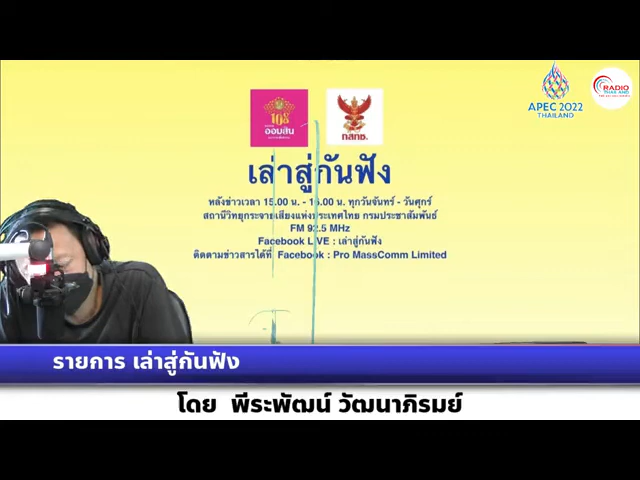 APEC 2022
THAILAND
RADIO
THAILAND
108
ออมสิน
กสทช.
เล่าสู่กันฟัง
หลังข่าวเวลา 15.00 น. - 16.00 น. ทุกวันจันทร์ - วันศุกร์
สถานีวิทยุกระจายเสียงแห่งประเทศไทย กรมประชาสัมพันธ์
FM 92.5 MHz
Facebook LIVE : เล่าสู่กันฟัง
ติดตามข่าวสารได้ที่ Facebook : Pro MassComm Limited
รายการ เล่าสู่กันฟัง
โดย พีระพัฒน์ วัฒนาภิรมย์